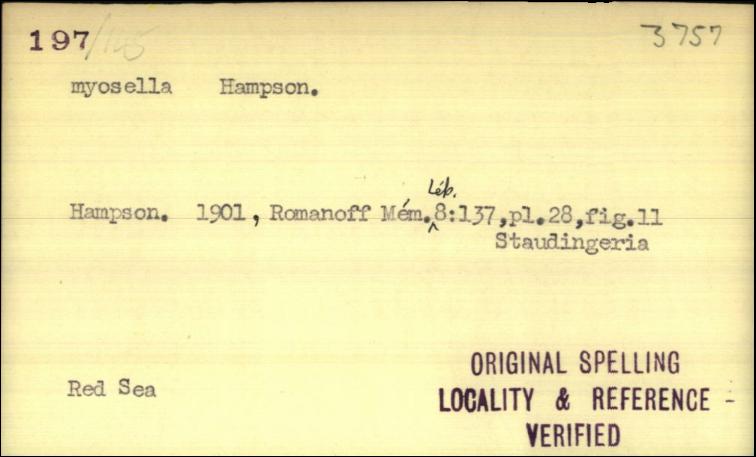 197/145 3757
myosella Hampson.
Hampson. 1901, Romanoff Mém. Lép. 8:137,pl.28,fig.11
Staudingeria
Red Sea
ORIGINAL SPELLING
LOCALITY & REFERENCE -
VERIFIED